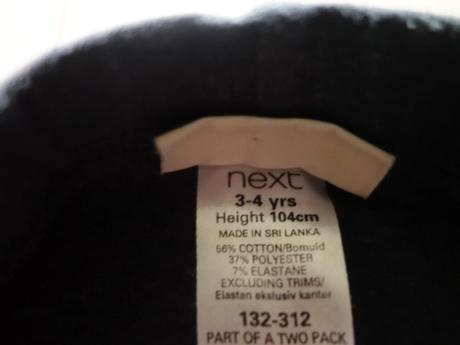 next
3-4 yrs
Height 104cm
MADE IN SRI LANKA
56% COTTON/Bomuld
37% POLYESTER
7% ELASTANE
EXCLUDING TRIMS/
Elastan ekslusiv kanter
132-312
PART OF A TWO PACK